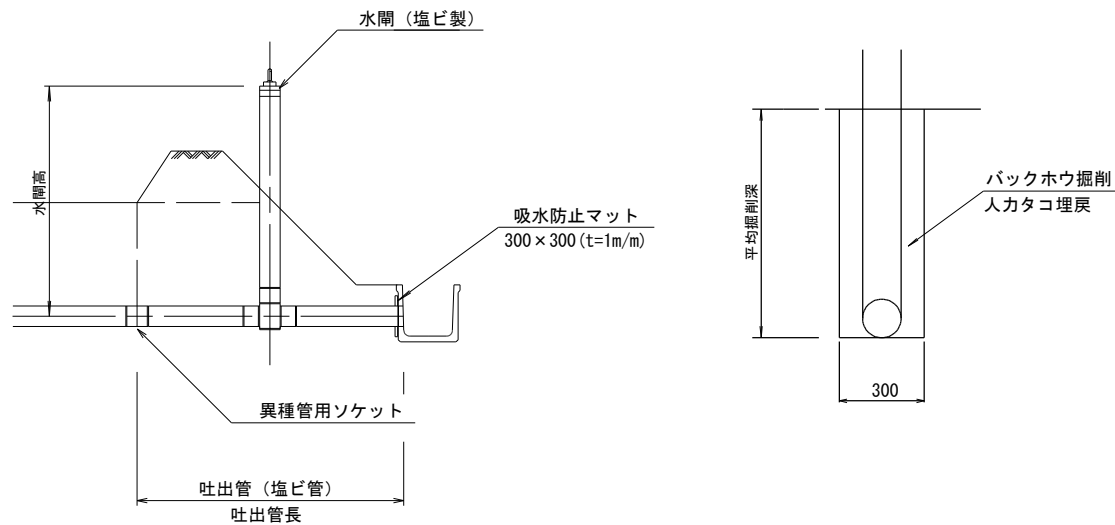 水閘（塩ビ製）
水閘高
吸水防止マット
300×300(t=1m/m)
異種管用ソケット
吐出管（塩ビ管）
吐出管長
平均掘削深
バックホウ掘削
人力タコ埋戻
300